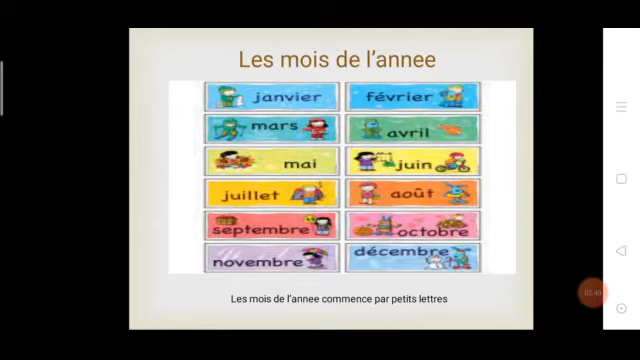 Les mois de l'annee
janvier février
mars avril
mai juin
juillet août
septembre octobre
novembre décembre
Les mois de l'annee commence par petits lettres
02:40